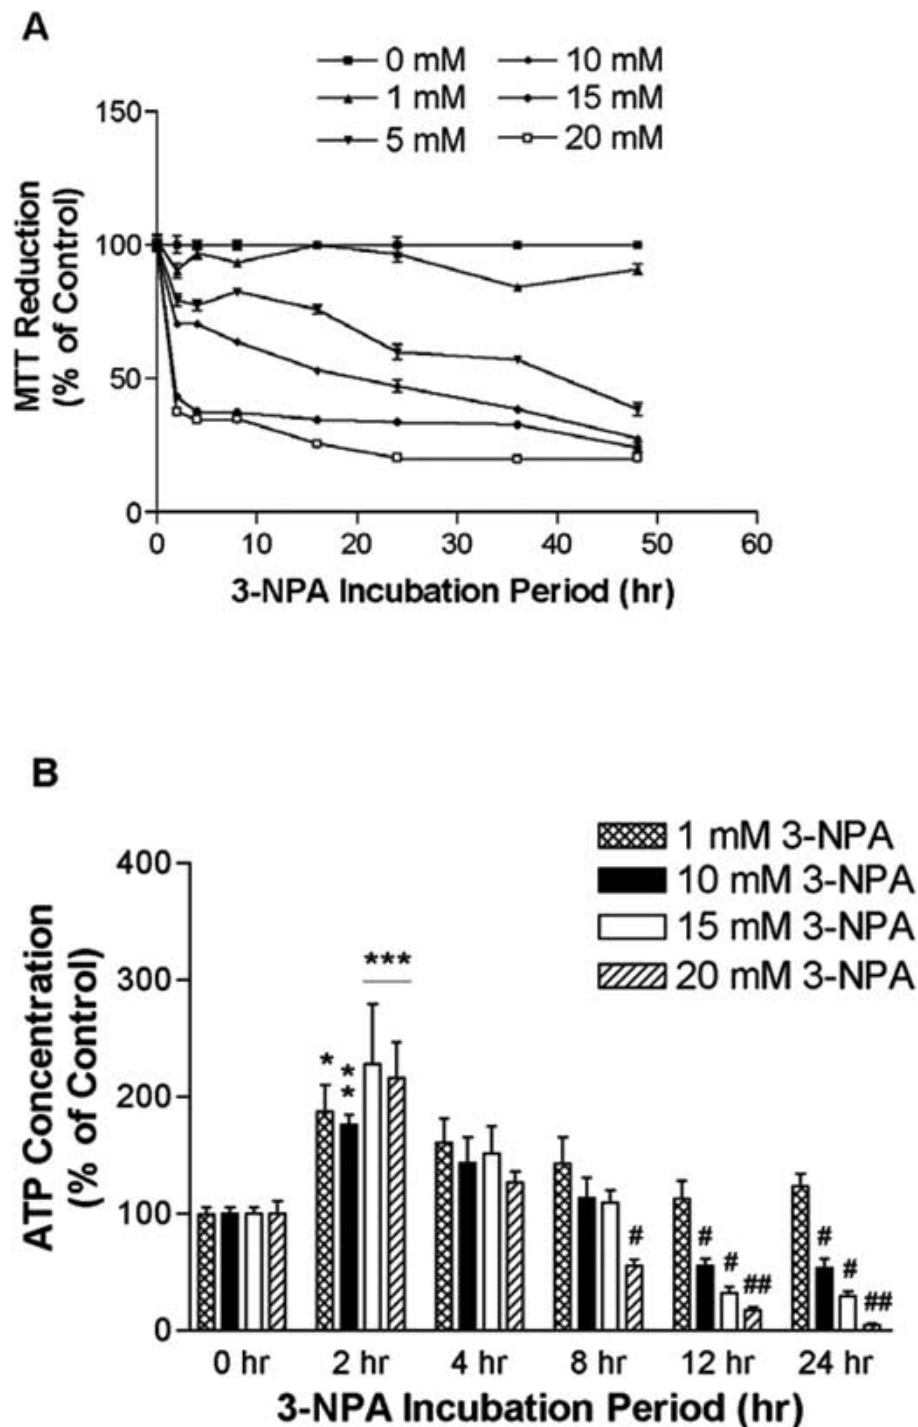 A
0 mM 10 mM
1 mM 15 mM
5 mM 20 mM
150
100
50
0
MTT Reduction
(% of Control)
0 10 20 30 40 50 60
3-NPA Incubation Period (hr)
B
1 mM 3-NPA
10 mM 3-NPA
15 mM 3-NPA
20 mM 3-NPA
400
300
200
100
0
ATP Concentration
(% of Control)
***
* **
# # # ## # # ##
0 hr 2 hr 4 hr 8 hr 12 hr 24 hr
3-NPA Incubation Period (hr)